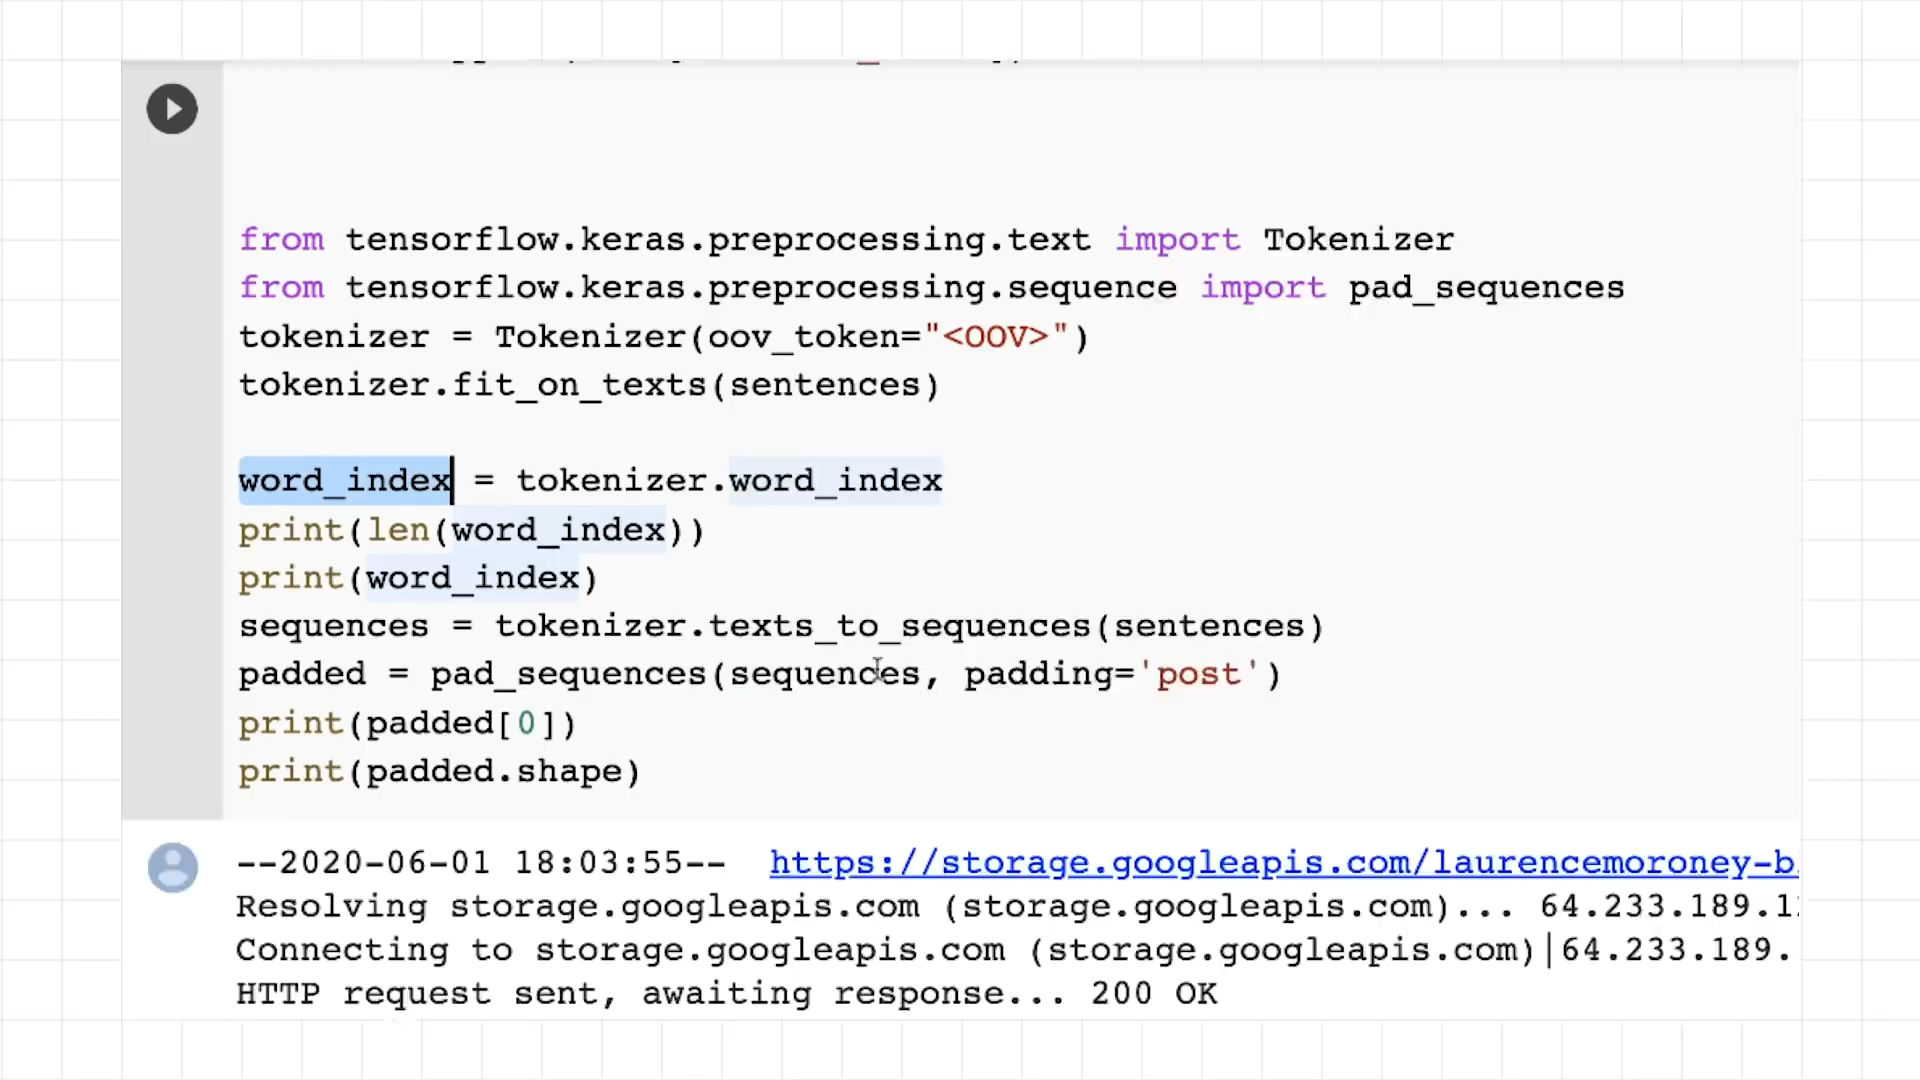 from tensorflow.keras.preprocessing.text import Tokenizer
from tensorflow.keras.preprocessing.sequence import pad_sequences
tokenizer = Tokenizer(oov_token="<OOV>")
tokenizer.fit_on_texts(sentences)
word_index = tokenizer.word_index
print(len(word_index))
print(word_index)
sequences = tokenizer.texts_to_sequences(sentences)
padded = pad_sequences(sequences, padding='post')
print(padded[0])
print(padded.shape)
--2020-06-01 18:03:55-- https://storage.googleapis.com/laurencemoroney-b
Resolving storage.googleapis.com (storage.googleapis.com)... 64.233.189.1
Connecting to storage.googleapis.com (storage.googleapis.com)|64.233.189.
HTTP request sent, awaiting response... 200 OK